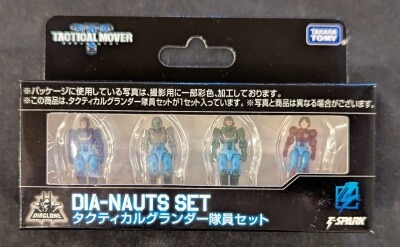 TACTICAL MOVER
TAKARA TOMY
※パッケージに使用している写真は、撮影用に一部彩色、加工しております。
※この商品は、タクティカルグランダー隊員セットが1セット入っています。 ※写真と商品は異なる場合がございます。
DIA-NAUTS SET
タクティカルグランダー隊員セット
DIACLONE
T-SPARK